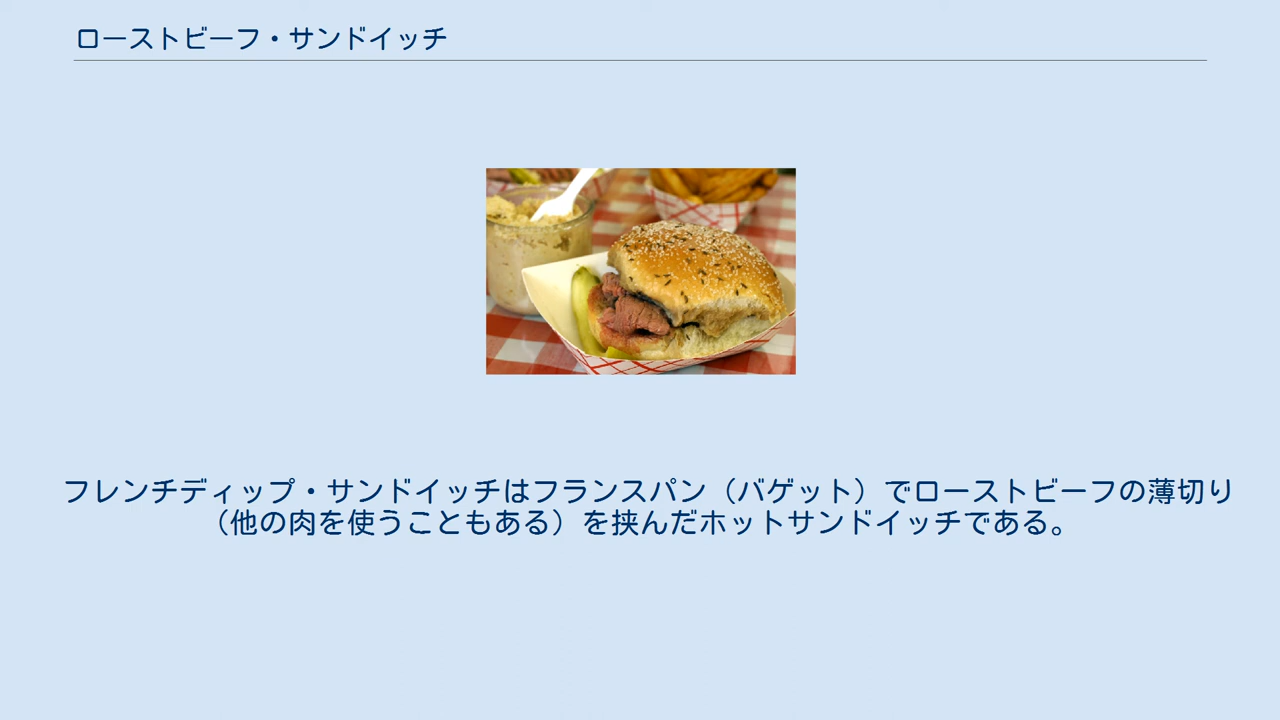 ローストビーフ・サンドイッチ
フレンチディップ・サンドイッチはフランスパン（バゲット）でローストビーフの薄切り
（他の肉を使うこともある）を挟んだホットサンドイッチである。